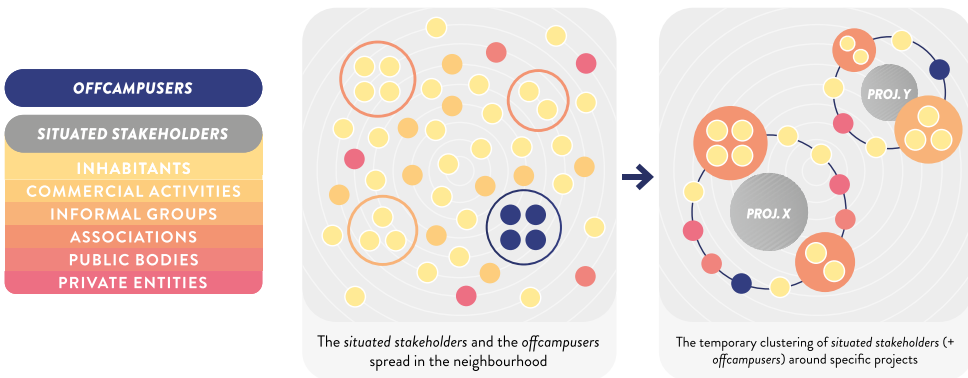 OFFCAMPUSERS
SITUATED STAKEHOLDERS
INHABITANTS
COMMERCIAL ACTIVITIES
INFORMAL GROUPS
ASSOCIATIONS
PUBLIC BODIES
PRIVATE ENTITIES
The situated stakeholders and the offcampusers
spread in the neighbourhood
PROJ. Y
PROJ. X
The temporary clustering of situated stakeholders (+
offcampusers) around specific projects